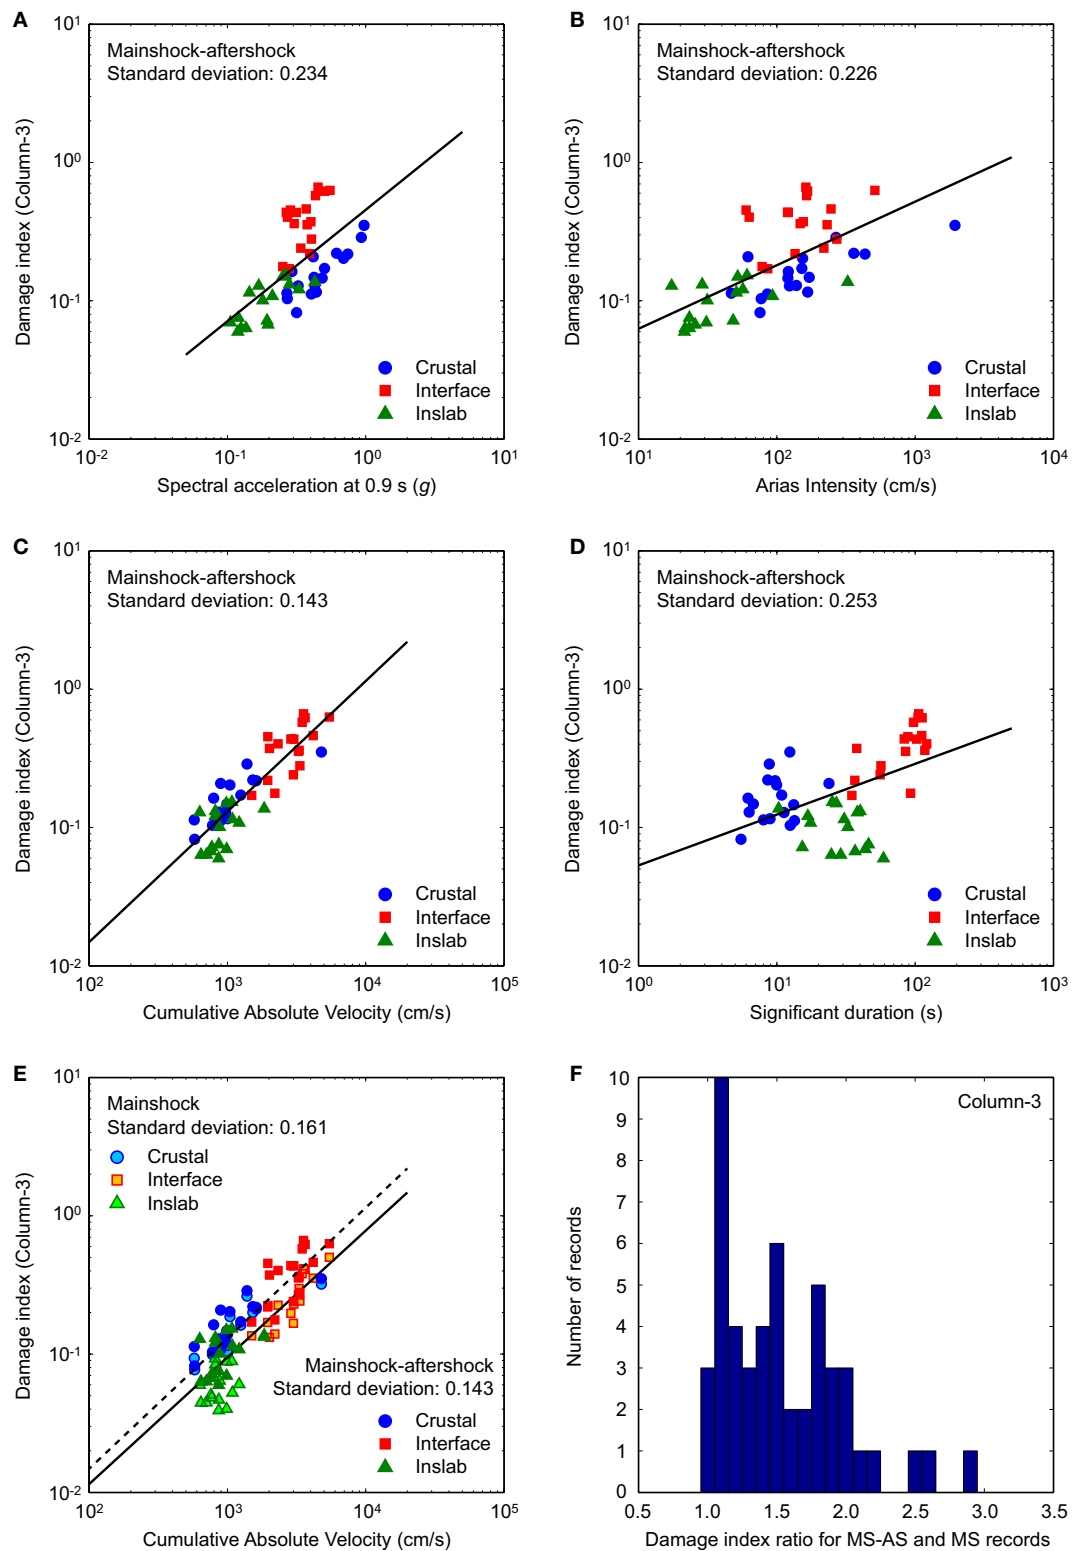 A
Mainshock-aftershock
Standard deviation: 0.234
10¹
10⁰
10⁻¹
10⁻²
Damage index (Column-3)
Crustal
Interface
Inslab
10⁻² 10⁻¹ 10⁰ 10¹
Spectral acceleration at 0.9 s (g)
B
Mainshock-aftershock
Standard deviation: 0.226
10¹
10⁰
10⁻¹
10⁻²
Damage index (Column-3)
Crustal
Interface
Inslab
10¹ 10² 10³ 10⁴
Arias Intensity (cm/s)
C
Mainshock-aftershock
Standard deviation: 0.143
10¹
10⁰
10⁻¹
10⁻²
Damage index (Column-3)
Crustal
Interface
Inslab
10² 10³ 10⁴ 10⁵
Cumulative Absolute Velocity (cm/s)
D
Mainshock-aftershock
Standard deviation: 0.253
10¹
10⁰
10⁻¹
10⁻²
Damage index (Column-3)
Crustal
Interface
Inslab
10⁰ 10¹ 10² 10³
Significant duration (s)
E
Mainshock
Standard deviation: 0.161
Crustal
Interface
Inslab
10¹
10⁰
10⁻¹
10⁻²
Damage index (Column-3)
Mainshock-aftershock
Standard deviation: 0.143
Crustal
Interface
Inslab
10² 10³ 10⁴ 10⁵
Cumulative Absolute Velocity (cm/s)
F
Column-3
10
9
8
7
6
5
4
3
2
1
0
Number of records
0.5 1.0 1.5 2.0 2.5 3.0 3.5
Damage index ratio for MS-AS and MS records